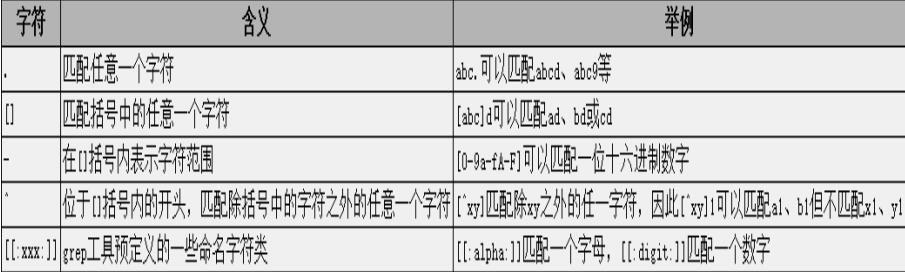 字符 含义 举例
. 匹配任意一个字符 abc.可以匹配abcd、abc9等
[] 匹配括号中的任意一个字符 [abc]d可以匹配ad、bd或cd
- 在[]括号内表示字符范围 [0-9a-fA-F]可以匹配一位十六进制数字
^ 位于[]括号内的开头，匹配除括号中的字符之外的任意一个字符 [^xy]匹配除xy之外的任一字符，因此[^xy]1可以匹配a1、b1但不匹配x1、y1
[[:xxx:]] grep工具预定义的一些命名字符类 [[:alpha:]]匹配一个字母，[[:digit:]]匹配一个数字